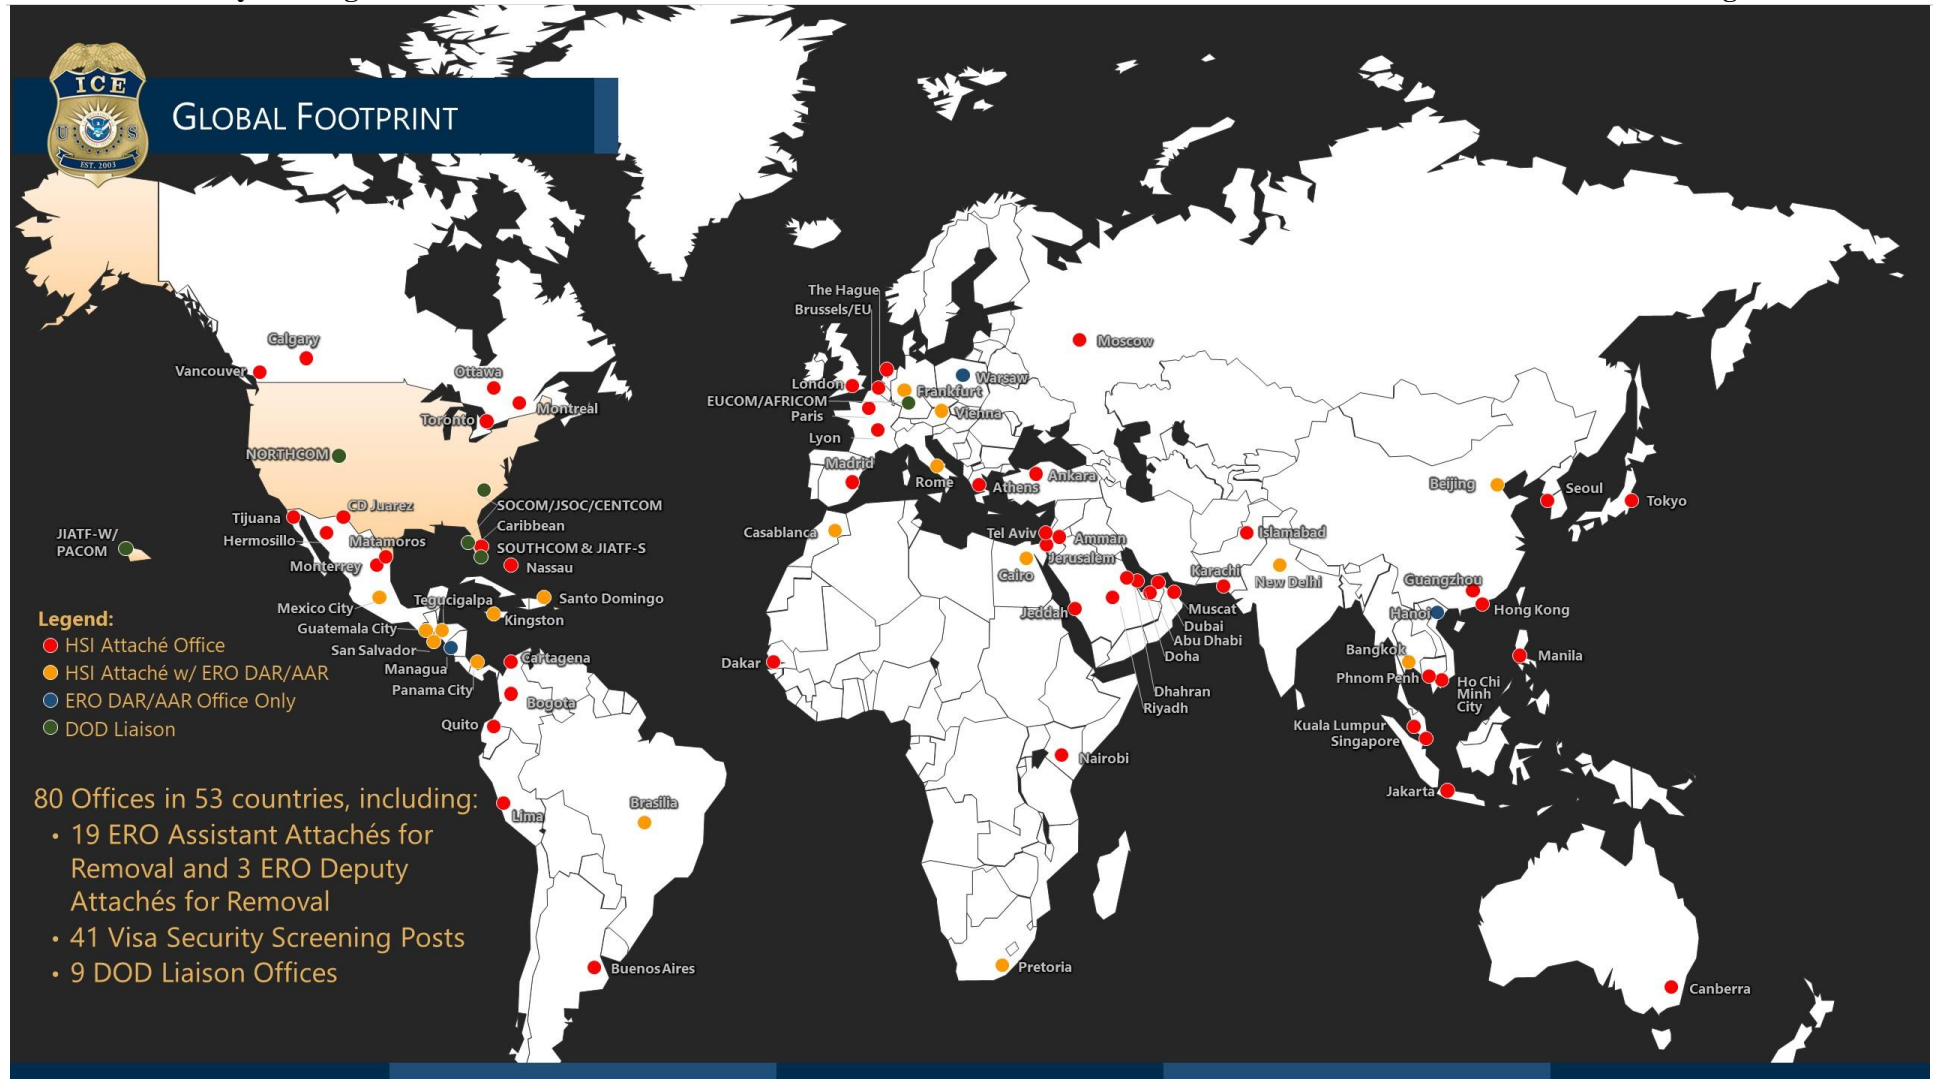 ICE
U S
EST. 2003
GLOBAL FOOTPRINT
The Hague
Brussels/EU
Moscow
Calgary
Vancouver
Ottawa
Montreal
Toronto
London
Frankfurt
Warsaw
EUCOM/AFRICOM
Paris
Vienna
Lyon
NORTHCOM
Madrid
Rome
Athens
Ankara
Beijing
Seoul
Tokyo
CD Juarez
SOCOM/JSOC/CENTCOM
Tijuana
Caribbean
Hermosillo
Matamoros
SOUTHCOM & JIATF-S
Monterrey
Nassau
JIATF-W/
PACOM
Casablanca
Tel Aviv
Amman
Jerusalem
Cairo
Islamabad
Karachi
New Delhi
Guangzhou
Hong Kong
Hanoi
Mexico City
Tegucigalpa
Santo Domingo
Kingston
Guatemala City
San Salvador
Managua
Panama City
Cartagena
Bogota
Quito
Lima
Brasilia
Buenos Aires
Dakar
Jeddah
Muscat
Dubai
Abu Dhabi
Doha
Dhahran
Riyadh
Nairobi
Pretoria
Bangkok
Phnom Penh
Ho Chi
Minh
City
Manila
Kuala Lumpur
Singapore
Jakarta
Canberra
Legend:
HSI Attaché Office
HSI Attaché w/ ERO DAR/AAR
ERO DAR/AAR Office Only
DOD Liaison
80 Offices in 53 countries, including:
• 19 ERO Assistant Attachés for
Removal and 3 ERO Deputy
Attachés for Removal
• 41 Visa Security Screening Posts
• 9 DOD Liaison Offices